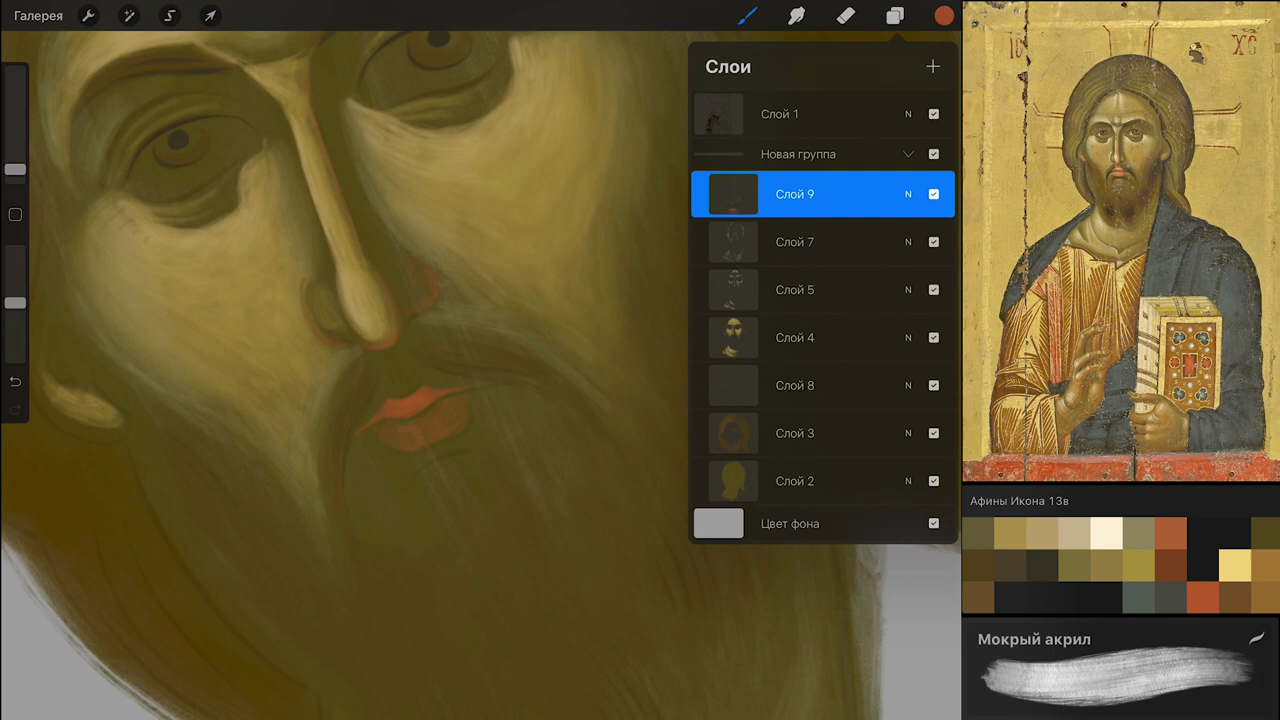 Галерея
Слои
Слой 1 N
Новая группа
Слой 9 N
Слой 7 N
Слой 5 N
Слой 4 N
Слой 8 N
Слой 3 N
Слой 2 N
Цвет фона
Афины Икона 13в
Мокрый акрил